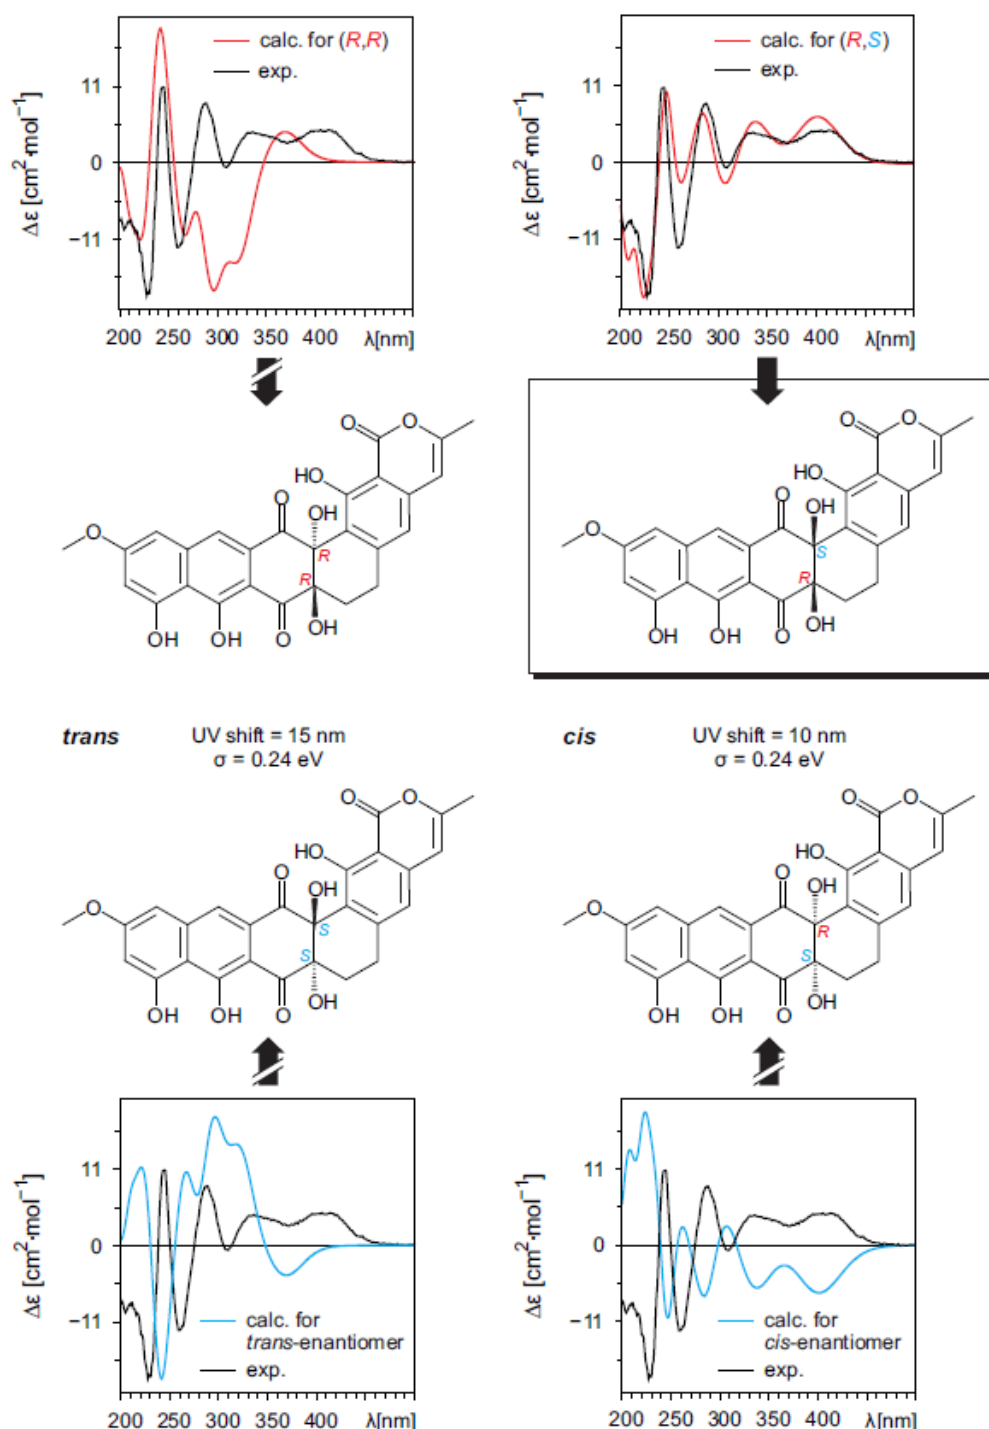 calc. for (R,R)
exp.
Δε [cm²·mol⁻¹]
11
0
−11
200 250 300 350 400 λ[nm]
calc. for (R,S)
exp.
Δε [cm²·mol⁻¹]
11
0
−11
200 250 300 350 400 λ[nm]
O
O
HO
O
OH
O
R
R
OH
OH
OH
O
O
O
HO
O
OH
O
S
R
OH
OH
OH
O
trans
UV shift = 15 nm
σ = 0.24 eV
cis
UV shift = 10 nm
σ = 0.24 eV
O
O
HO
O
OH
O
S
S
OH
OH
OH
O
O
O
HO
O
OH
O
R
S
OH
OH
OH
O
Δε [cm²·mol⁻¹]
11
0
−11
calc. for
trans-enantiomer
exp.
200 250 300 350 400 λ[nm]
Δε [cm²·mol⁻¹]
11
0
−11
calc. for
cis-enantiomer
exp.
200 250 300 350 400 λ[nm]